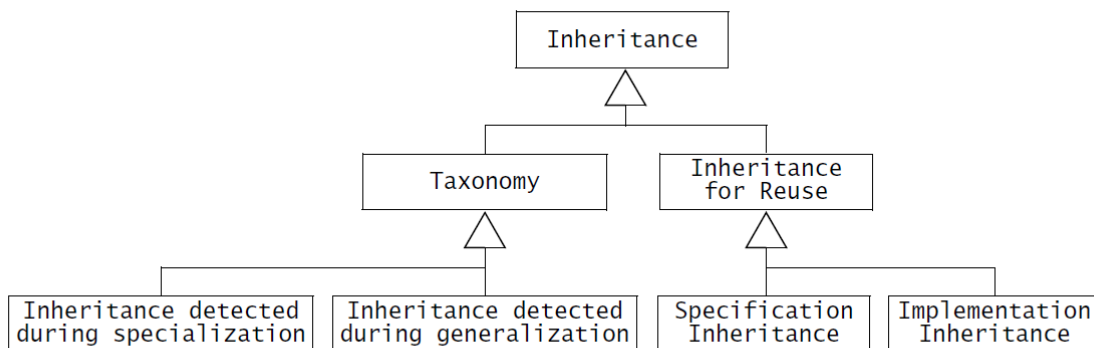 Inheritance
Taxonomy
Inheritance
for Reuse
Inheritance detected
during specialization
Inheritance detected
during generalization
Specification
Inheritance
Implementation
Inheritance